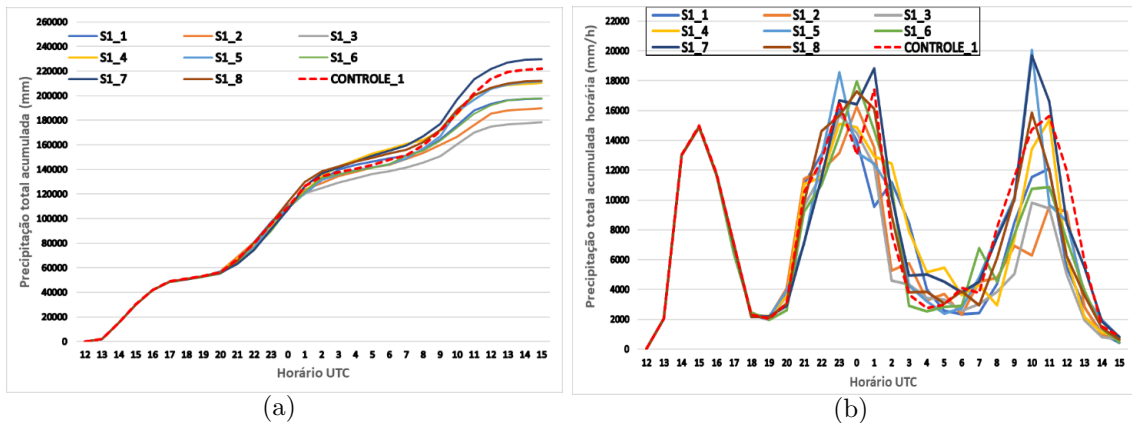 S1_1 S1_2 S1_3
S1_4 S1_5 S1_6
S1_7 S1_8 CONTROLE_1
Precipitação total acumulada (mm)
220000
200000
180000
160000
140000
120000
100000
80000
60000
40000
20000
0
12 13 14 15 16 17 18 19 20 21 22 23 0 1 2 3 4 5 6 7 8 9 10 11 12 13 14 15
Horário UTC
(a)
S1_1 S1_2 S1_3
S1_4 S1_5 S1_6
S1_7 S1_8 CONTROLE_1
Precipitação total acumulada horária (mm/h)
22000
20000
18000
16000
14000
12000
10000
8000
6000
4000
2000
0
12 13 14 15 16 17 18 19 20 21 22 23 0 1 2 3 4 5 6 7 8 9 10 11 12 13 14 15
Horário UTC
(b)